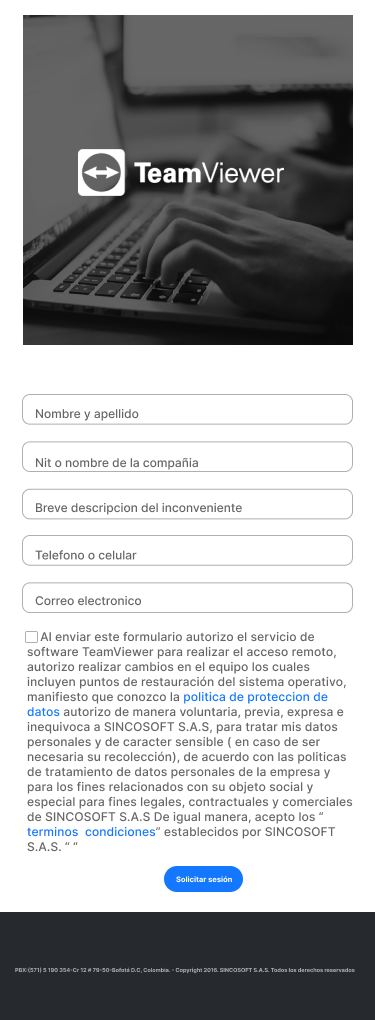 TeamViewer
Nombre y apellido
Nit o nombre de la compañia
Breve descripcion del inconveniente
Telefono o celular
Correo electronico
Al enviar este formulario autorizo el servicio de
software TeamViewer para realizar el acceso remoto,
autorizo realizar cambios en el equipo los cuales
incluyen puntos de restauración del sistema operativo,
manifiesto que conozco la politica de proteccion de
datos autorizo de manera voluntaria, previa, expresa e
inequivoca a SINCOSOFT S.A.S, para tratar mis datos
personales y de caracter sensible ( en caso de ser
necesaria su recolección), de acuerdo con las politicas
de tratamiento de datos personales de la empresa y
para los fines relacionados con su objeto social y
especial para fines legales, contractuales y comerciales
de SINCOSOFT S.A.S De igual manera, acepto los “
terminos condiciones” establecidos por SINCOSOFT
S.A.S. “ “
Solicitar sesión
PBX:(571) 5 190 354-Cr 12 # 79-50-Bofotá D.C, Colombia. - Copyright 2016. SINCOSOFT S.A.S. Todos los derechos reservados